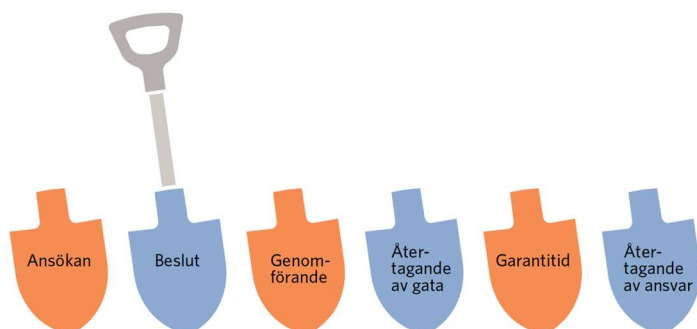 Ansökan
Beslut
Genom-
förande
Åter-
tagande
av gata
Garantitid
Åter-
tagande
av ansvar